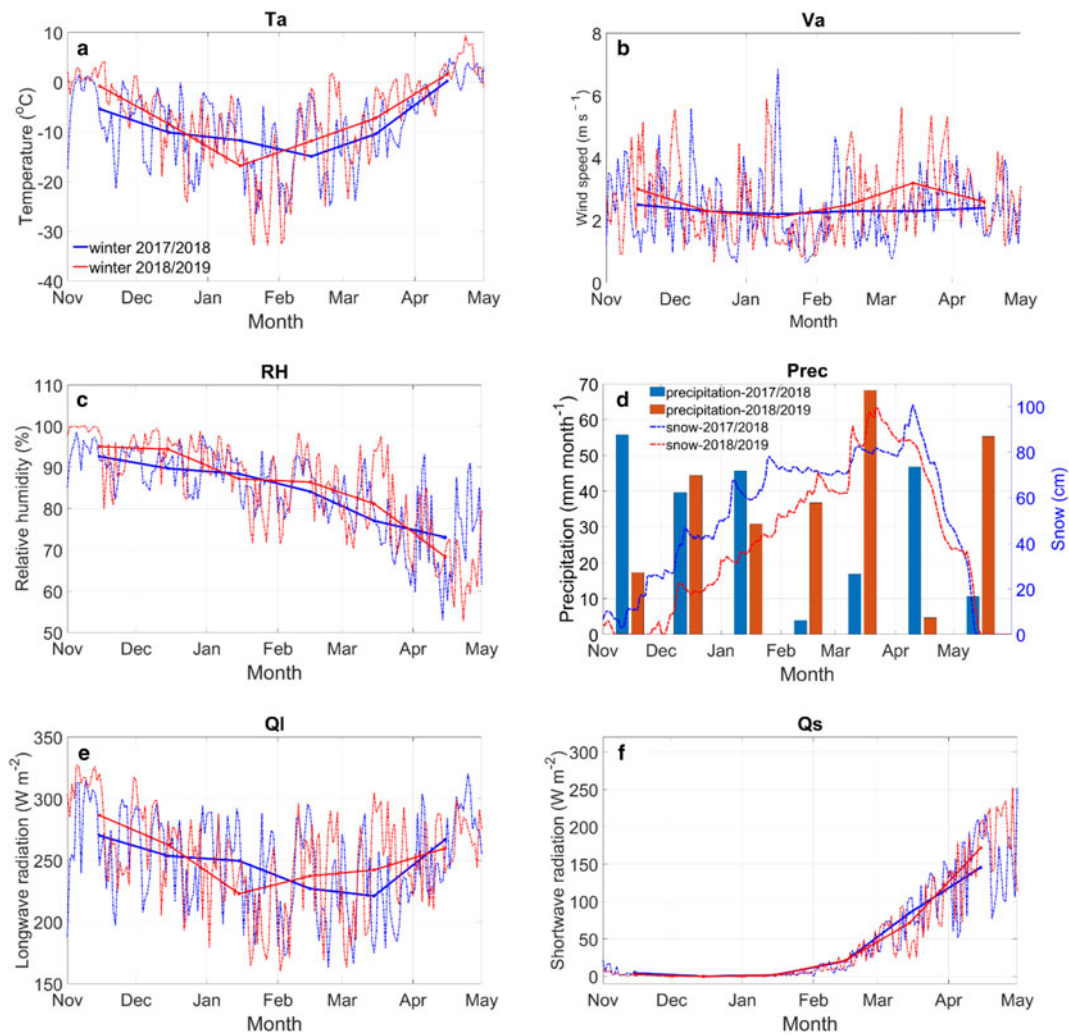 Ta
a
10
0
-10
-20
-30
-40
Temperature (°C)
winter 2017/2018
winter 2018/2019
Nov Dec Jan Feb Mar Apr May
Month
Va
b
8
6
4
2
0
Wind speed (m s⁻¹)
Nov Dec Jan Feb Mar Apr May
Month
RH
c
110
100
90
80
70
60
50
Relative humidity (%)
Nov Dec Jan Feb Mar Apr May
Month
Prec
d
precipitation-2017/2018
precipitation-2018/2019
snow-2017/2018
snow-2018/2019
70
60
50
40
30
20
10
0
Precipitation (mm month⁻¹)
100
80
60
40
20
0
Snow (cm)
Nov Dec Jan Feb Mar Apr May
Month
Ql
e
350
300
250
200
150
Longwave radiation (W m⁻²)
Nov Dec Jan Feb Mar Apr May
Month
Qs
f
300
250
200
150
100
50
0
Shortwave radiation (W m⁻²)
Nov Dec Jan Feb Mar Apr May
Month